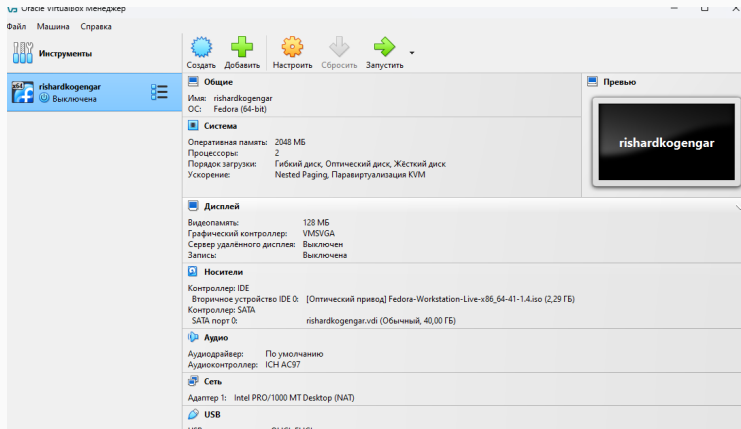 Oracle VirtualBox Менеджер
Файл Машина Справка
Инструменты
Создать Добавить Настроить Сбросить Запустить
x64
rishardkogengar
Выключена
Общие
Имя: rishardkogengar
ОС: Fedora (64-bit)
Превью
rishardkogengar
Система
Оперативная память: 2048 МБ
Процессоры: 2
Порядок загрузки: Гибкий диск, Оптический диск, Жёсткий диск
Ускорение: Nested Paging, Паравиртуализация KVM
Дисплей
Видеопамять: 128 МБ
Графический контроллер: VMSVGA
Сервер удалённого дисплея: Выключен
Запись: Выключена
Носители
Контроллер: IDE
Вторичное устройство IDE 0: [Оптический привод] Fedora-Workstation-Live-x86_64-41-1.4.iso (2,29 ГБ)
Контроллер: SATA
SATA порт 0: rishardkogengar.vdi (Обычный, 40,00 ГБ)
Аудио
Аудиодрайвер: По умолчанию
Аудиоконтроллер: ICH AC97
Сеть
Адаптер 1: Intel PRO/1000 MT Desktop (NAT)
USB